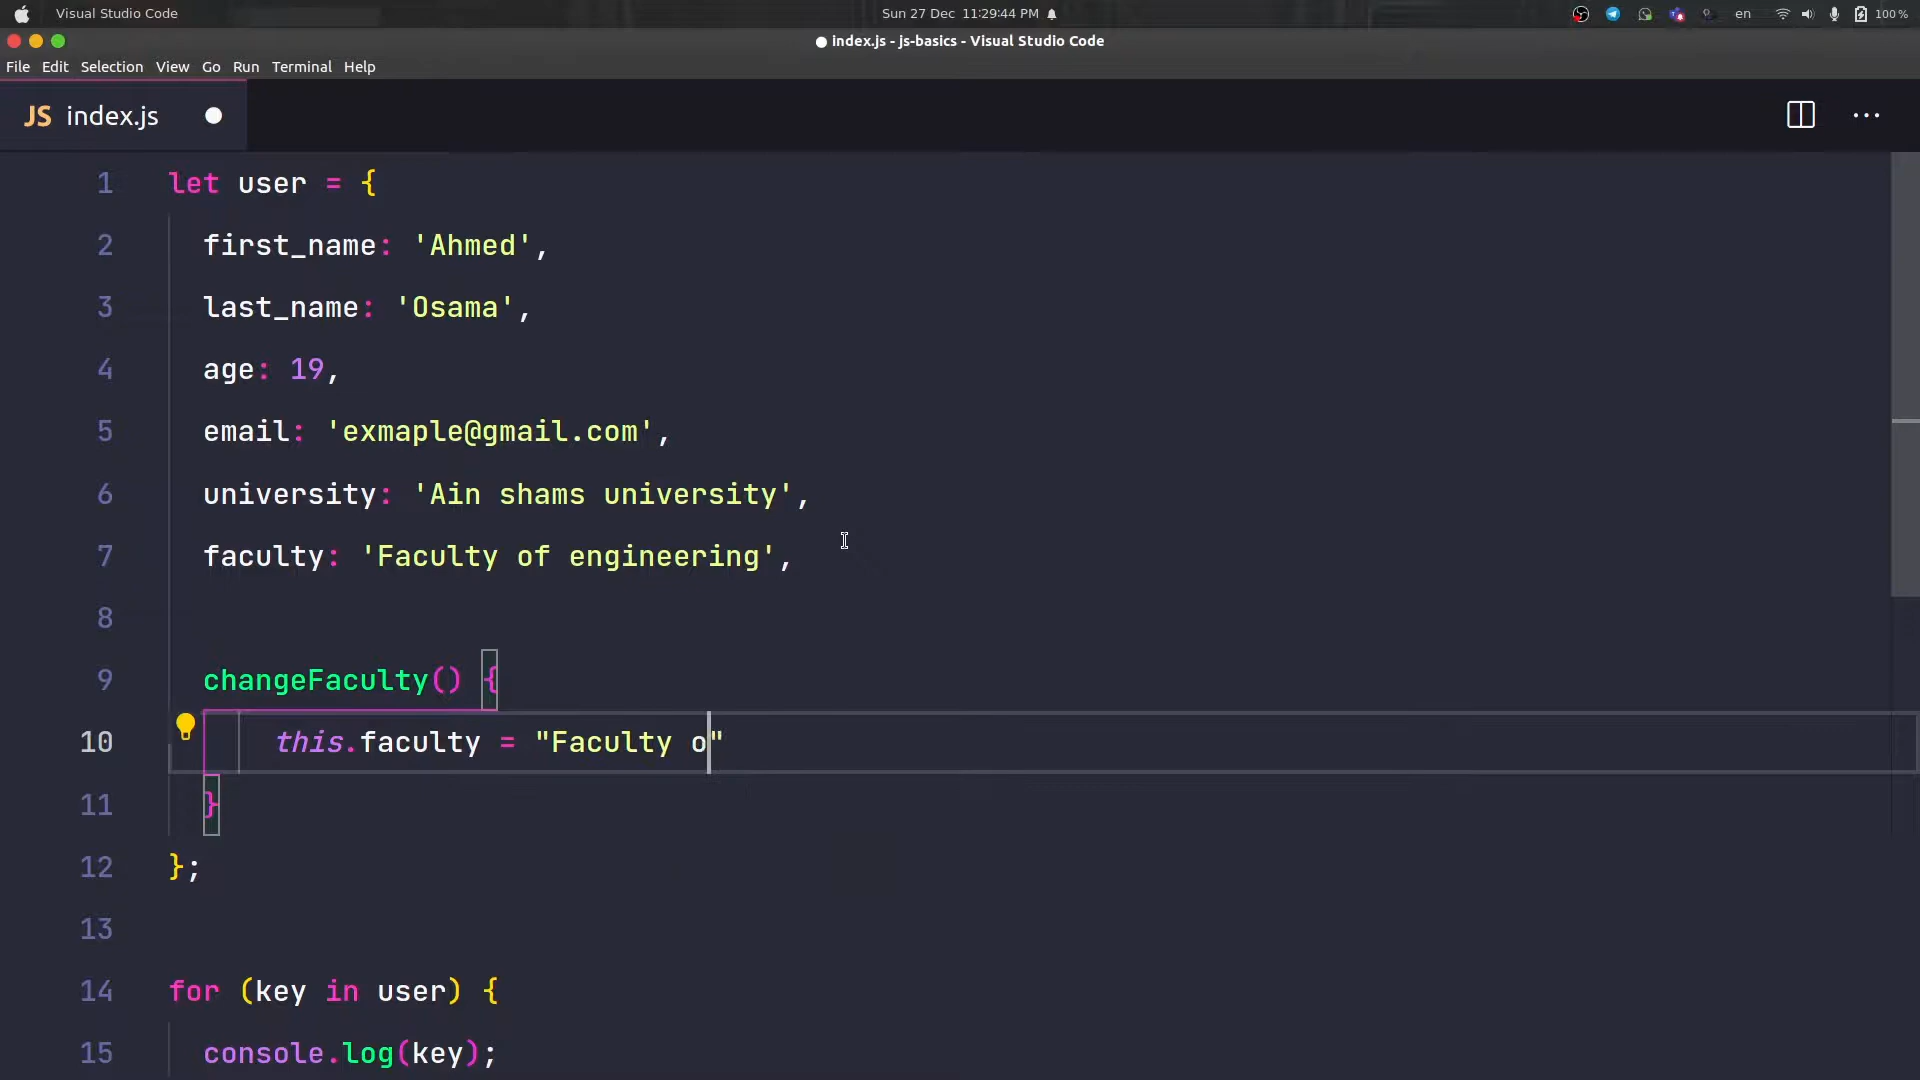 Visual Studio Code
Sun 27 Dec 11:29:44 PM
en
100 %
index.js - js-basics - Visual Studio Code
File Edit Selection View Go Run Terminal Help
JS index.js
1 let user = {
2 first_name: 'Ahmed',
3 last_name: 'Osama',
4 age: 19,
5 email: 'exmaple@gmail.com',
6 university: 'Ain shams university',
7 faculty: 'Faculty of engineering',
8
9 changeFaculty() {
10 this.faculty = "Faculty o"
11 }
12 };
13
14 for (key in user) {
15 console.log(key);